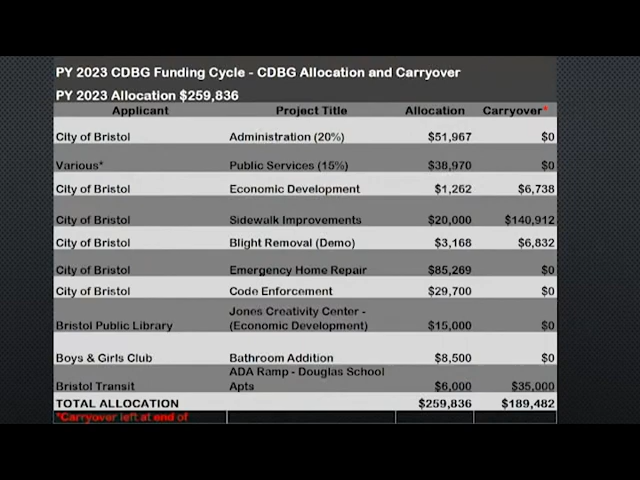 PY 2023 CDBG Funding Cycle - CDBG Allocation and Carryover
PY 2023 Allocation $259,836
Applicant Project Title Allocation Carryover*
City of Bristol Administration (20%) $51,967 $0
Various* Public Services (15%) $38,970 $0
City of Bristol Economic Development $1,262 $6,738
City of Bristol Sidewalk Improvements $20,000 $140,912
City of Bristol Blight Removal (Demo) $3,168 $6,832
City of Bristol Emergency Home Repair $85,269 $0
City of Bristol Code Enforcement $29,700 $0
Jones Creativity Center -
Bristol Public Library (Economic Development) $15,000 $0
Boys & Girls Club Bathroom Addition $8,500 $0
ADA Ramp - Douglas School
Bristol Transit Apts $6,000 $35,000
TOTAL ALLOCATION $259,836 $189,482
*Carryover left at end of